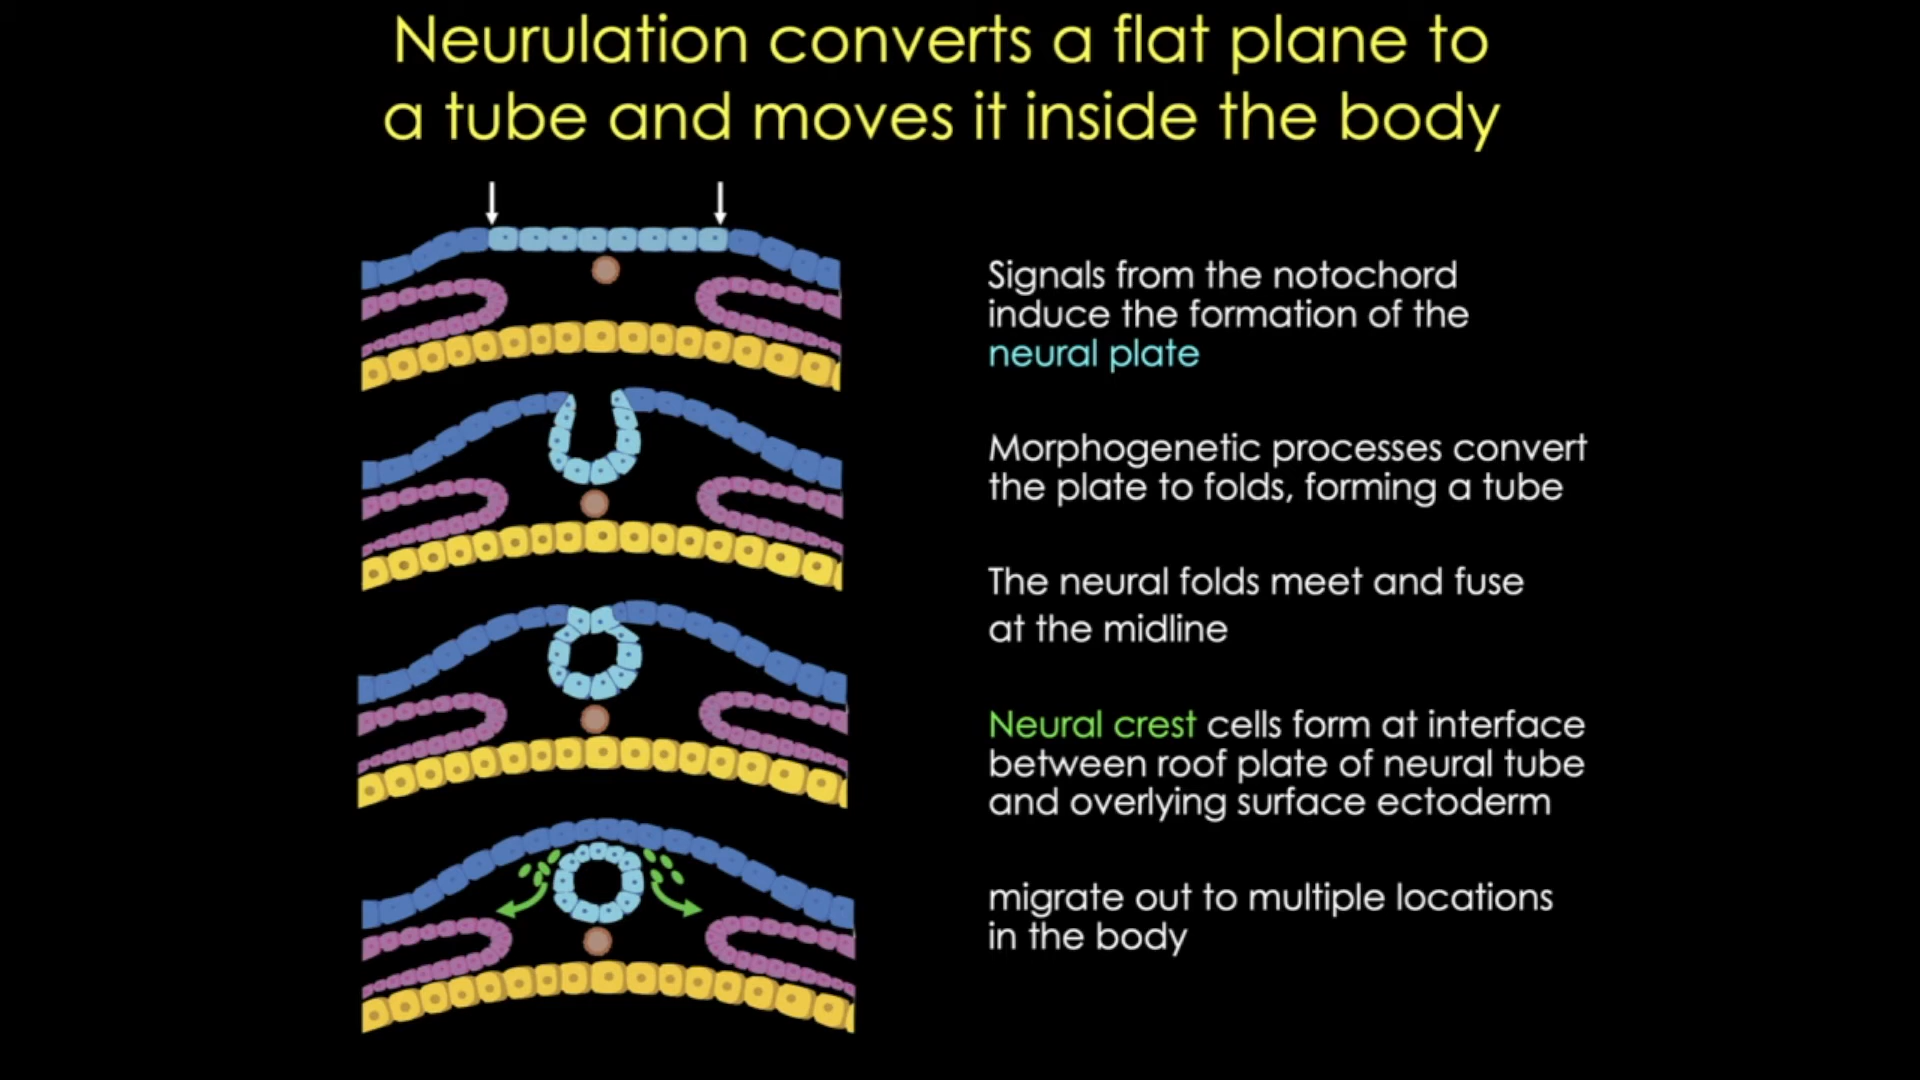 Neurulation converts a flat plane to
a tube and moves it inside the body
Signals from the notochord
induce the formation of the
neural plate
Morphogenetic processes convert
the plate to folds, forming a tube
The neural folds meet and fuse
at the midline
Neural crest cells form at interface
between roof plate of neural tube
and overlying surface ectoderm
migrate out to multiple locations
in the body